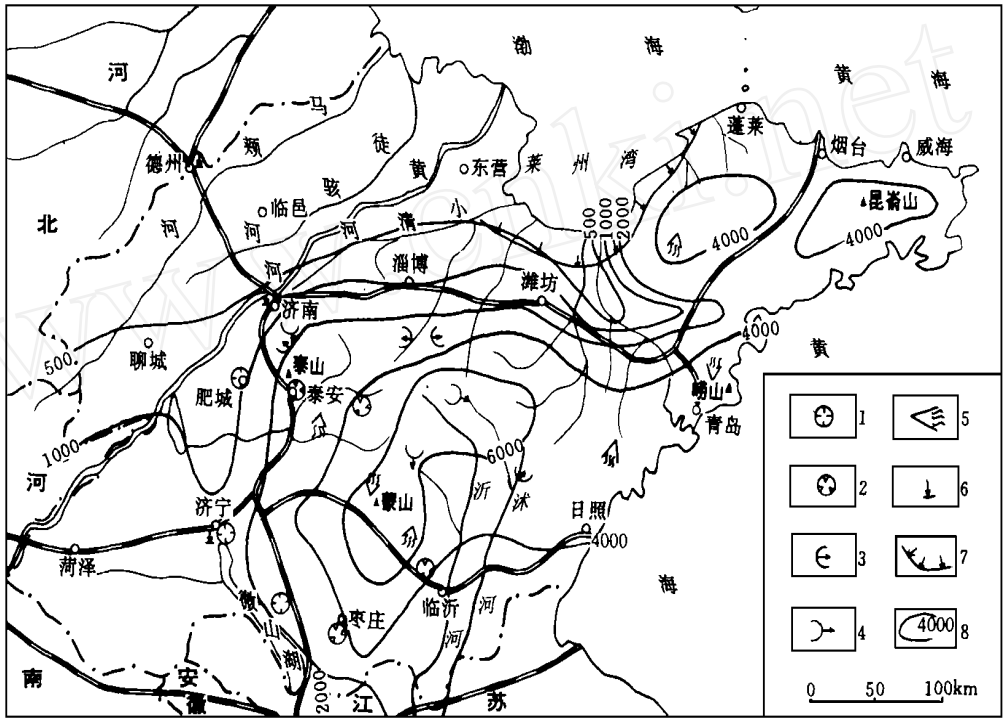 渤 海
黄 海
河 北
马 颊 河
徒 骇 河
黄 河
小 清 河
莱 州 湾
蓬莱
烟台
威海
德州
东营
临邑
昆嵛山
4000
4000
500
1000
2000
淄博
潍坊
济南
500
聊城
泰山
肥城
泰安
4000
黄 海
崂山
青岛
1000
6000
沂 河
沭 河
蒙山
河 南
济宁
日照
4000
菏泽
临沂
微 山 湖
枣庄
2000
安 徽
江 苏
1
2
3
4
5
6
7
4000 8
0 50 100km
www.cnki.net